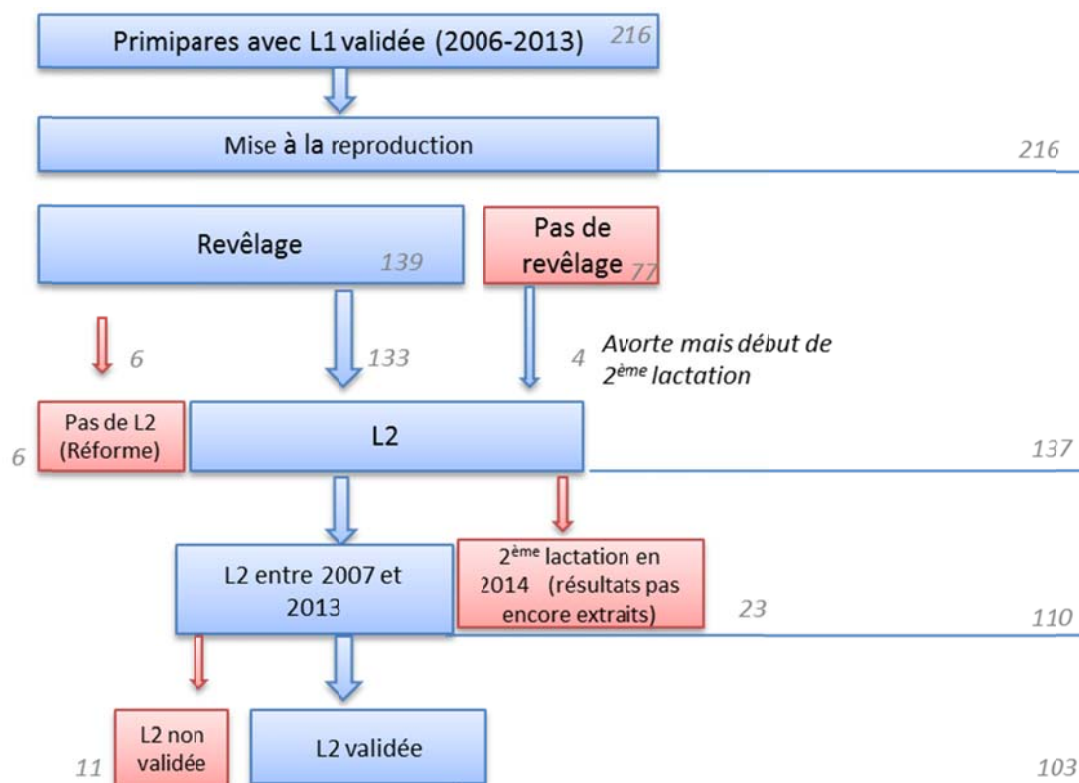 Primipares avec L1 validée (2006-2013) 216
Mise à la reproduction
216
Revêlage
139
Pas de
revêlage 77
6
133
4
Avorte mais début de
2ème lactation
Pas de L2
(Réforme)
6
L2
137
L2 entre 2007 et
2013
2ème lactation en
2014 (résultats pas
encore extraits)
23
110
L2 non
validée
11
L2 validée
103